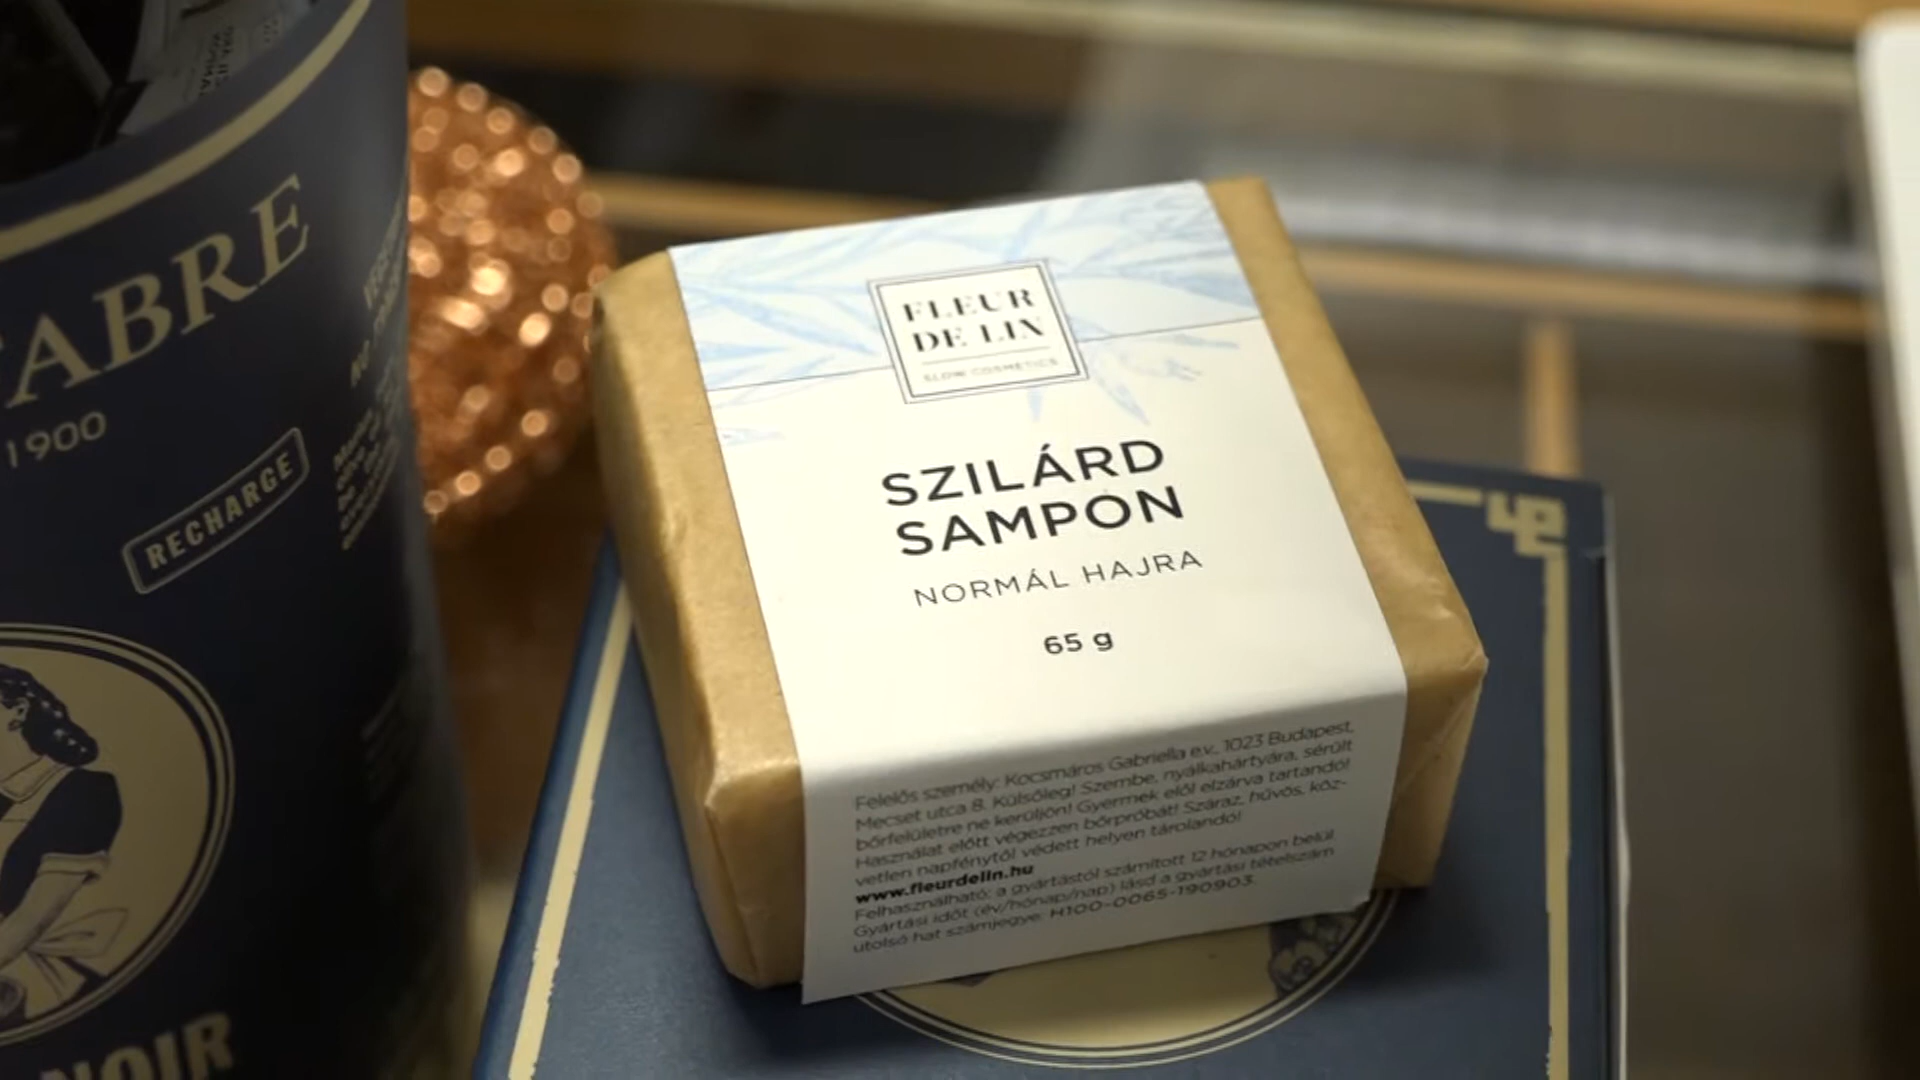 FABRE
1900
RECHARGE
NOIR
FLEUR
DE LIN
SLOW COSMETICS
SZILÁRD
SAMPON
NORMÁL HAJRA
65 g
Felelős személy: Kocsmáros Gabriella e.v., 1023 Budapest,
Mecset utca 8. Külsőleg! Szembe, nyálkahártyára, sérült
bőrfelületre ne kerüljön! Gyermek elől elzárva tartandó!
Használat előtt végezzen bőrpróbát! Száraz, hűvös, köz-
vetlen napfénytől védett helyen tárolandó!
www.fleurdelin.hu
Felhasználható: a gyártástól számított 12 hónapon belül
Gyártási időt (év/hónap/nap) lásd a gyártási tételszám
utolsó hat számjegye: H100-0065-190903.